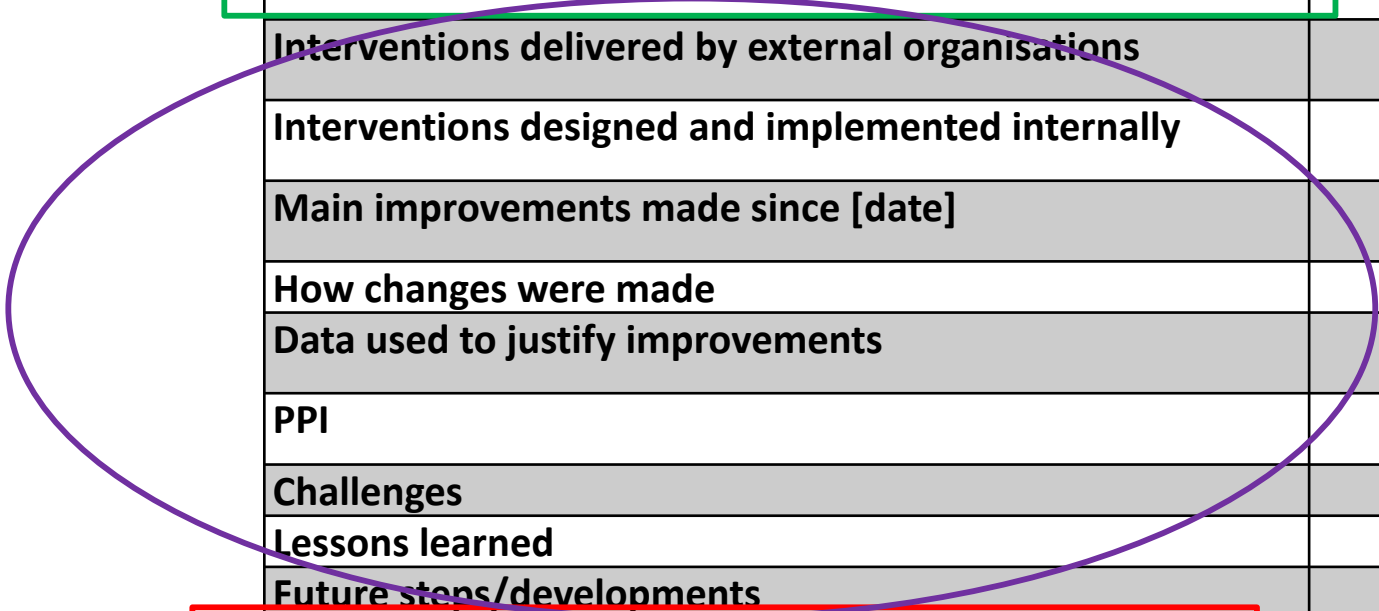 Interventions delivered by external organisations
Interventions designed and implemented internally
Main improvements made since [date]
How changes were made
Data used to justify improvements
PPI
Challenges
Lessons learned
Future steps/developments